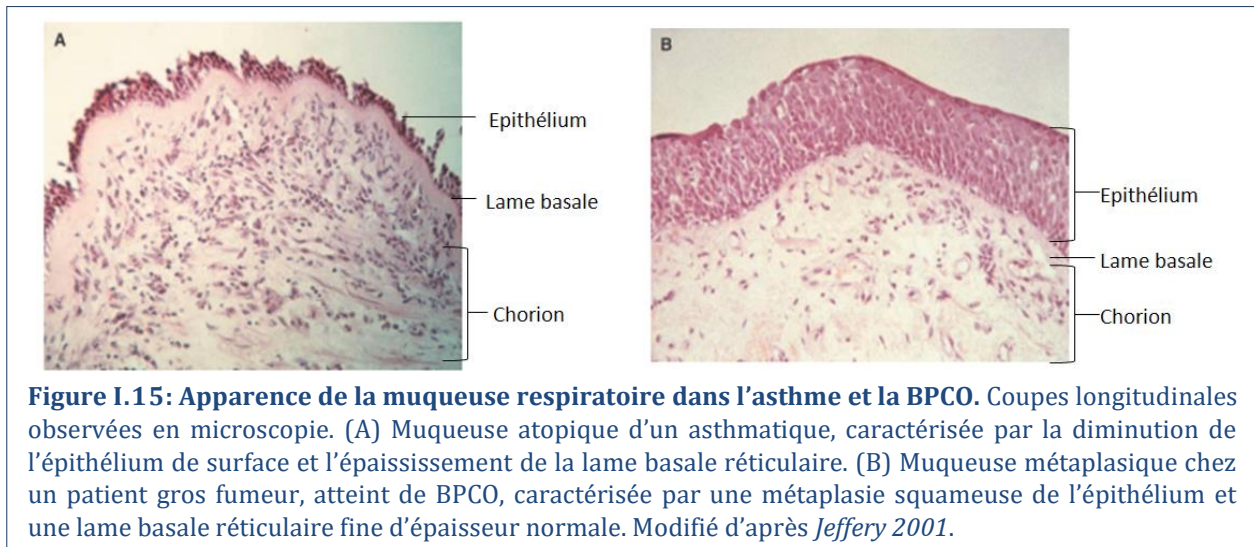 A
Epithélium
Lame basale
Chorion
B
Epithélium
Lame basale
Chorion
Figure I.15: Apparence de la muqueuse respiratoire dans l’asthme et la BPCO. Coupes longitudinales
observées en microscopie. (A) Muqueuse atopique d’un asthmatique, caractérisée par la diminution de
l’épithélium de surface et l’épaississement de la lame basale réticulaire. (B) Muqueuse métaplasique chez
un patient gros fumeur, atteint de BPCO, caractérisée par une métaplasie squameuse de l’épithélium et
une lame basale réticulaire fine d’épaisseur normale. Modifié d’après Jeffery 2001.